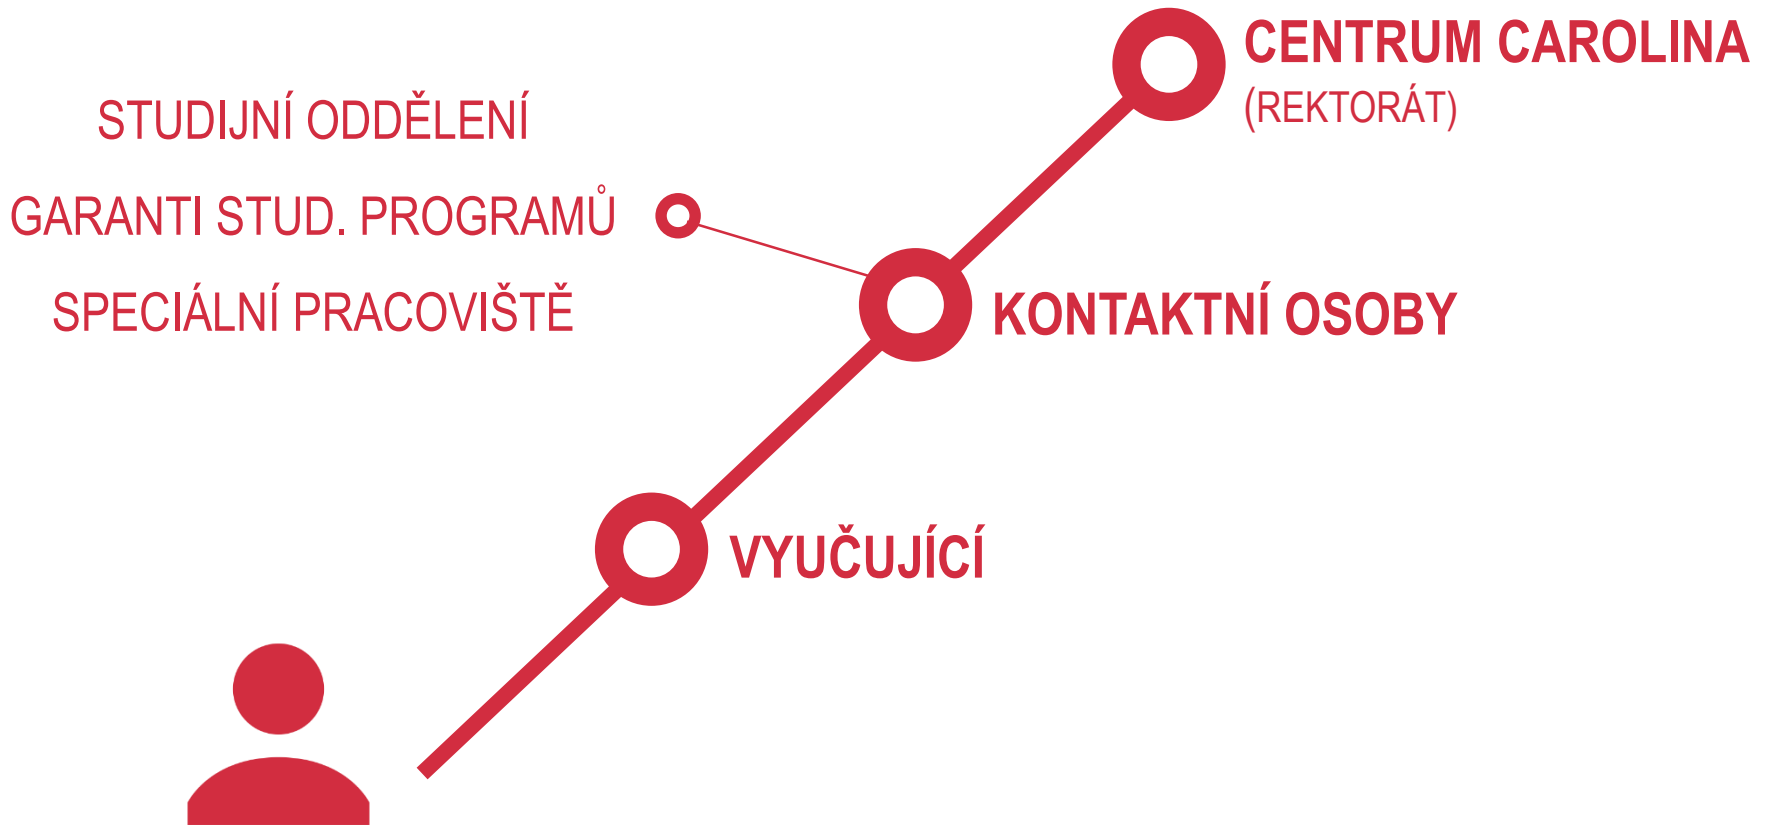 CENTRUM CAROLINA
(REKTORÁT)
STUDIJNÍ ODDĚLENÍ
GARANTI STUD. PROGRAMŮ
SPECIÁLNÍ PRACOVIŠTĚ
KONTAKTNÍ OSOBY
VYUČUJÍCÍ